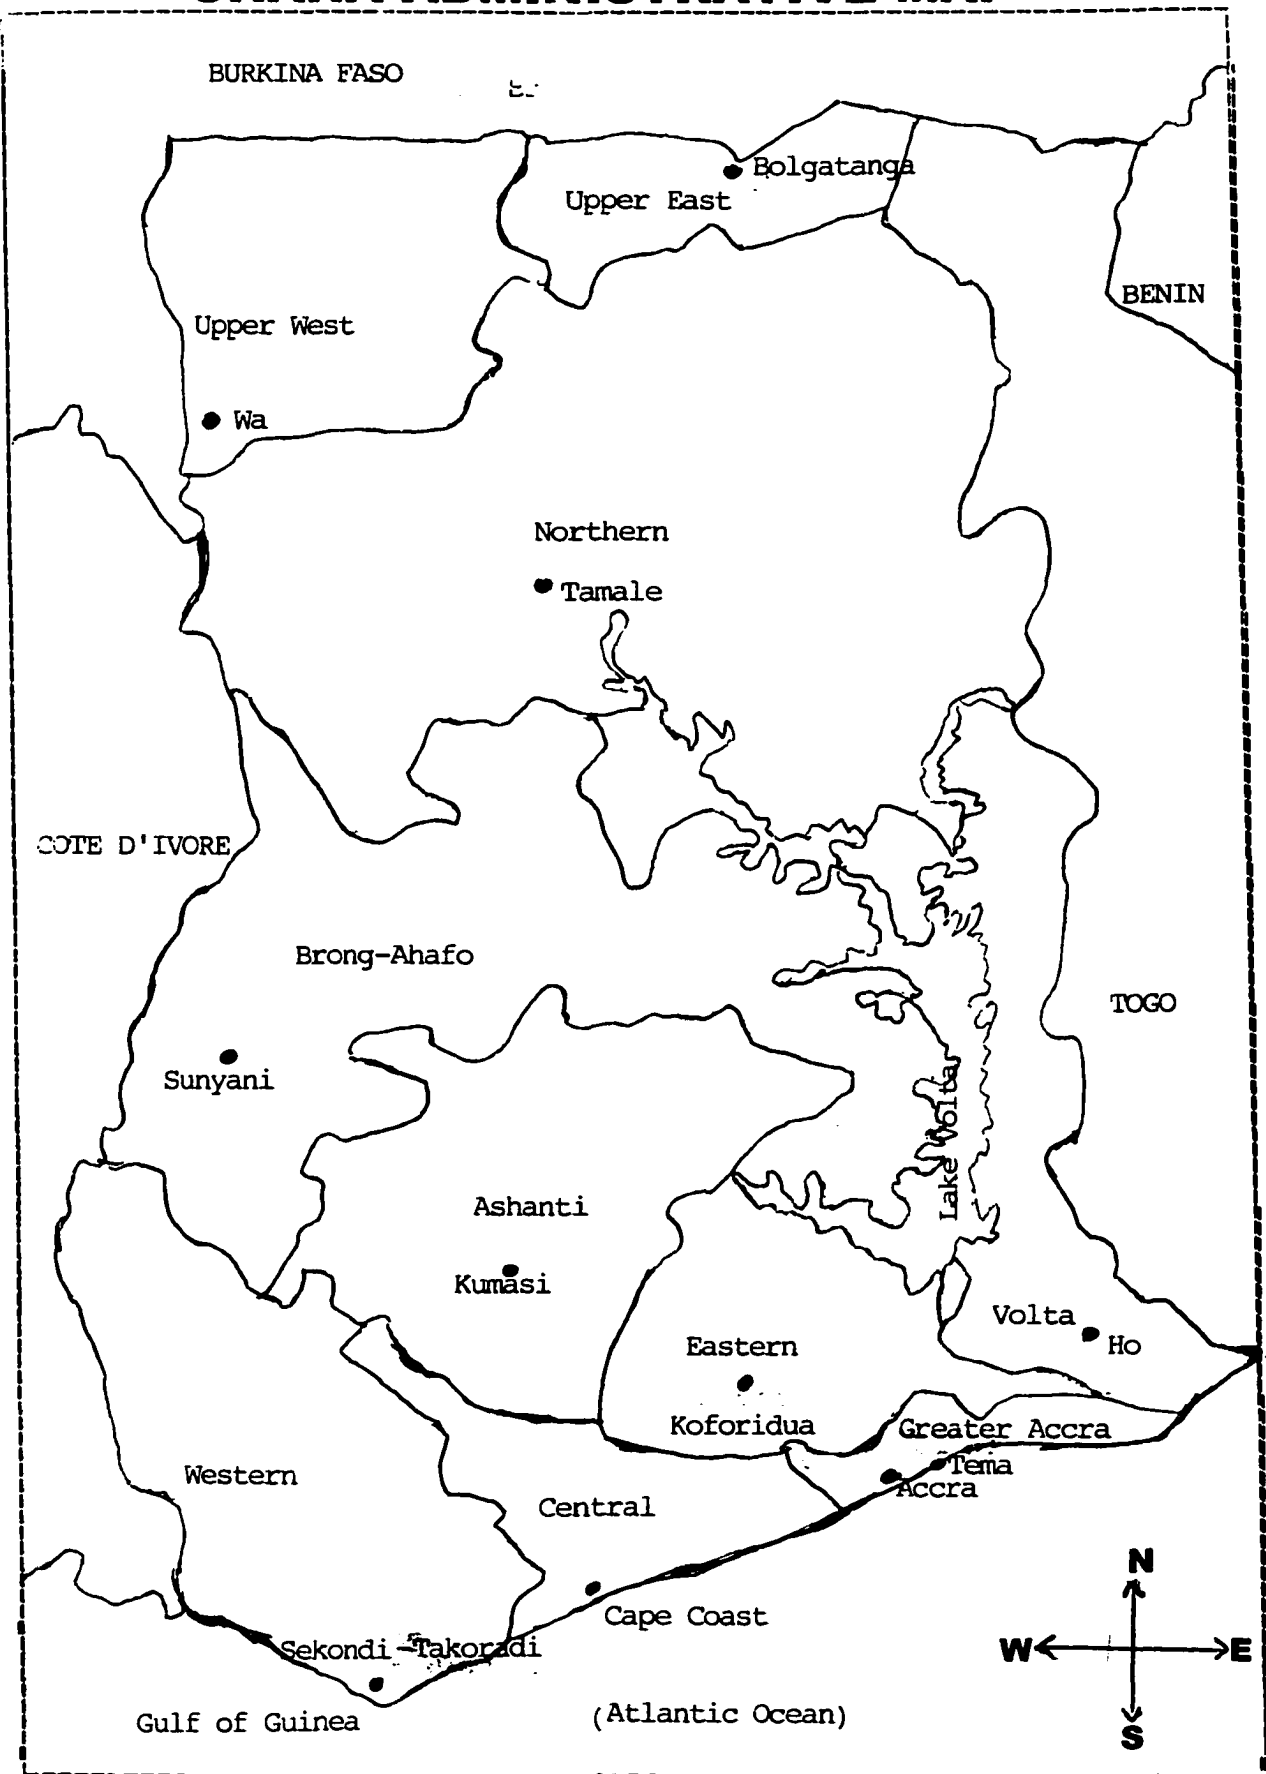 BURKINA FASO
Bolgatanga
Upper East
BENIN
Upper West
Wa
Northern
Tamale
COTE D'IVORE
Brong-Ahafo
TOGO
Sunyani
Lake Volta
Ashanti
Kumasi
Volta
Ho
Eastern
Koforidua
Greater Accra
Tema
Accra
Western
Central
N
Cape Coast
W
E
Sekondi-Takoradi
Gulf of Guinea
(Atlantic Ocean)
S